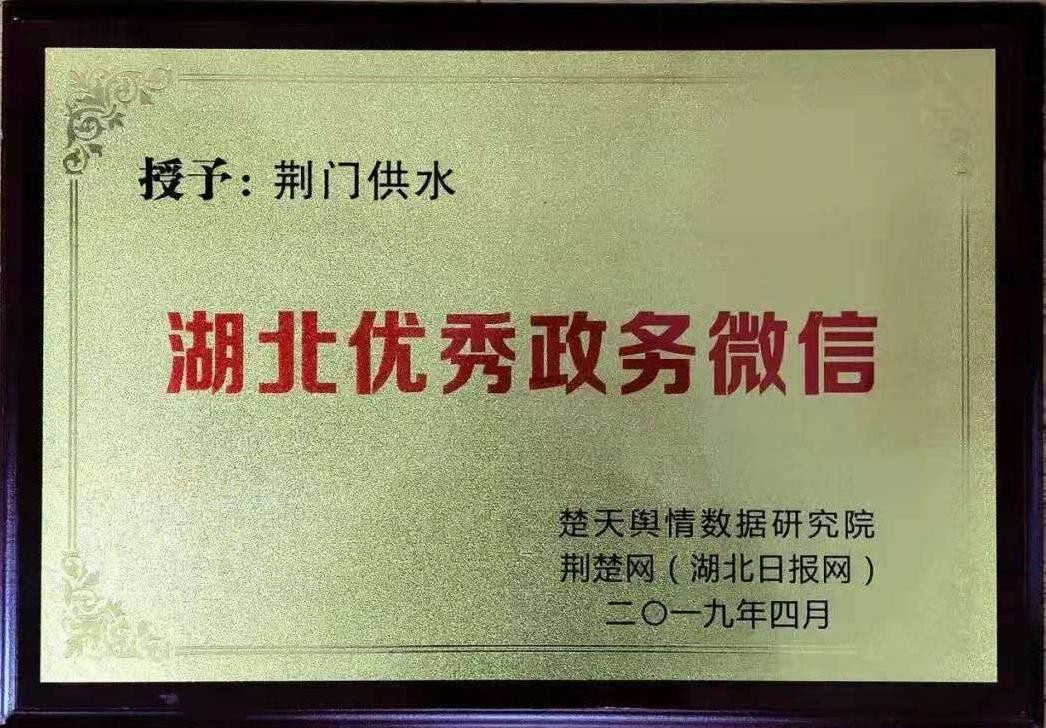 授予：荆门供水
湖北优秀政务微信
楚天舆情数据研究院
荆楚网（湖北日报网）
二〇一九年四月